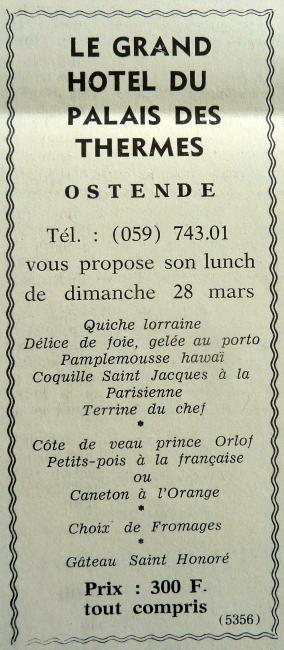 LE GRAND
HOTEL DU
PALAIS DES
THERMES
OSTENDE
Tél. : (059) 743.01
vous propose son lunch
de dimanche 28 mars
Quiche lorraine
Délice de foie, gelée au porto
Pamplemousse hawaï
Coquille Saint Jacques à la
Parisienne
Terrine du chef
*
Côte de veau prince Orlof
Petits-pois à la française
ou
Caneton à l'Orange
*
Choix de Fromages
*
Gâteau Saint Honoré
Prix : 300 F.
tout compris
(5356)